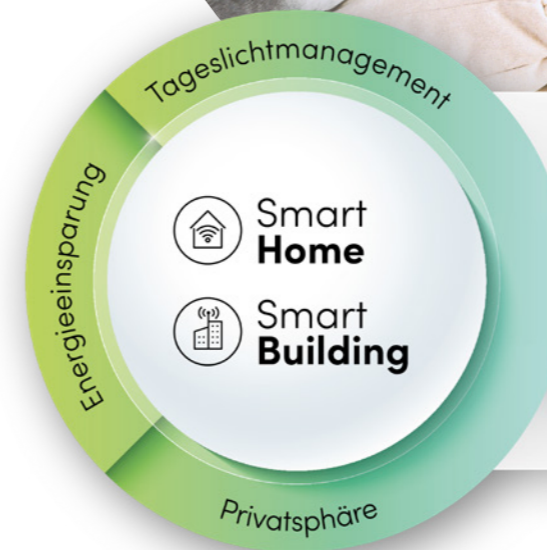 Tageslichtmanagement
Energieeinsparung
Smart
Home
Smart
Building
Privatsphäre